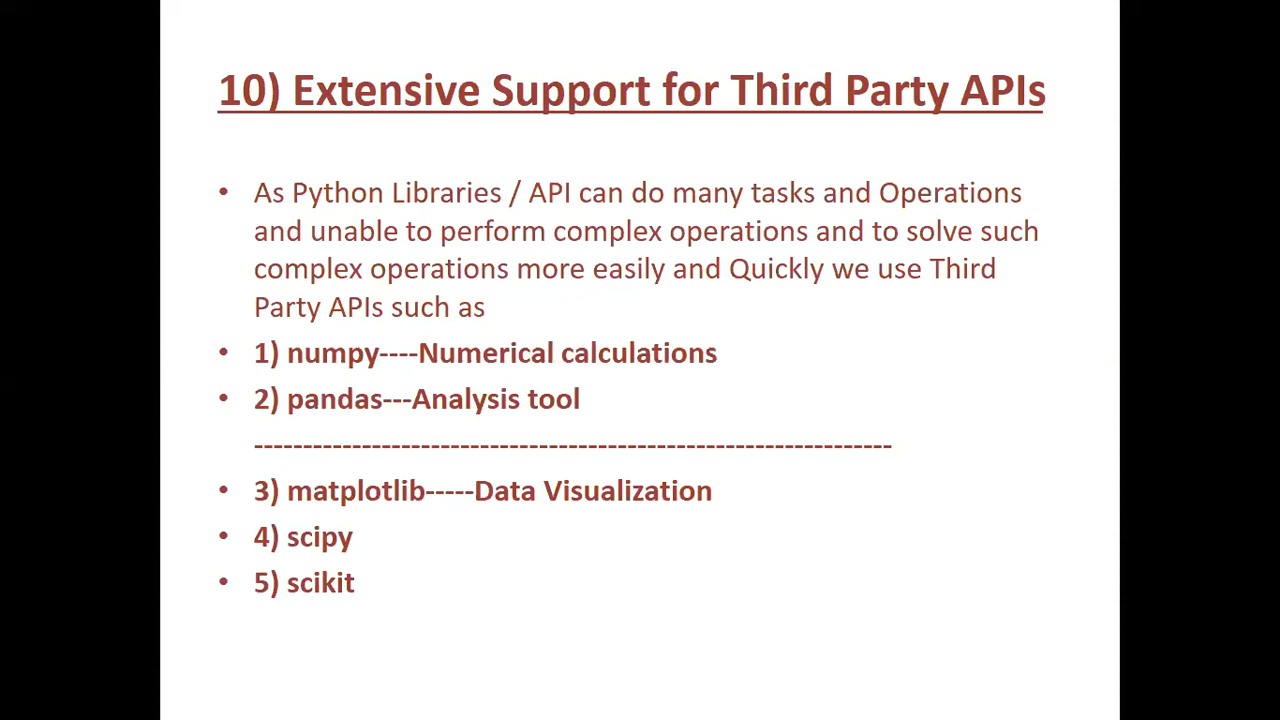 10) Extensive Support for Third Party APIs
• As Python Libraries / API can do many tasks and Operations
and unable to perform complex operations and to solve such
complex operations more easily and Quickly we use Third
Party APIs such as
• 1) numpy----Numerical calculations
• 2) pandas---Analysis tool
-----------------------------------------------------------------
• 3) matplotlib-----Data Visualization
• 4) scipy
• 5) scikit